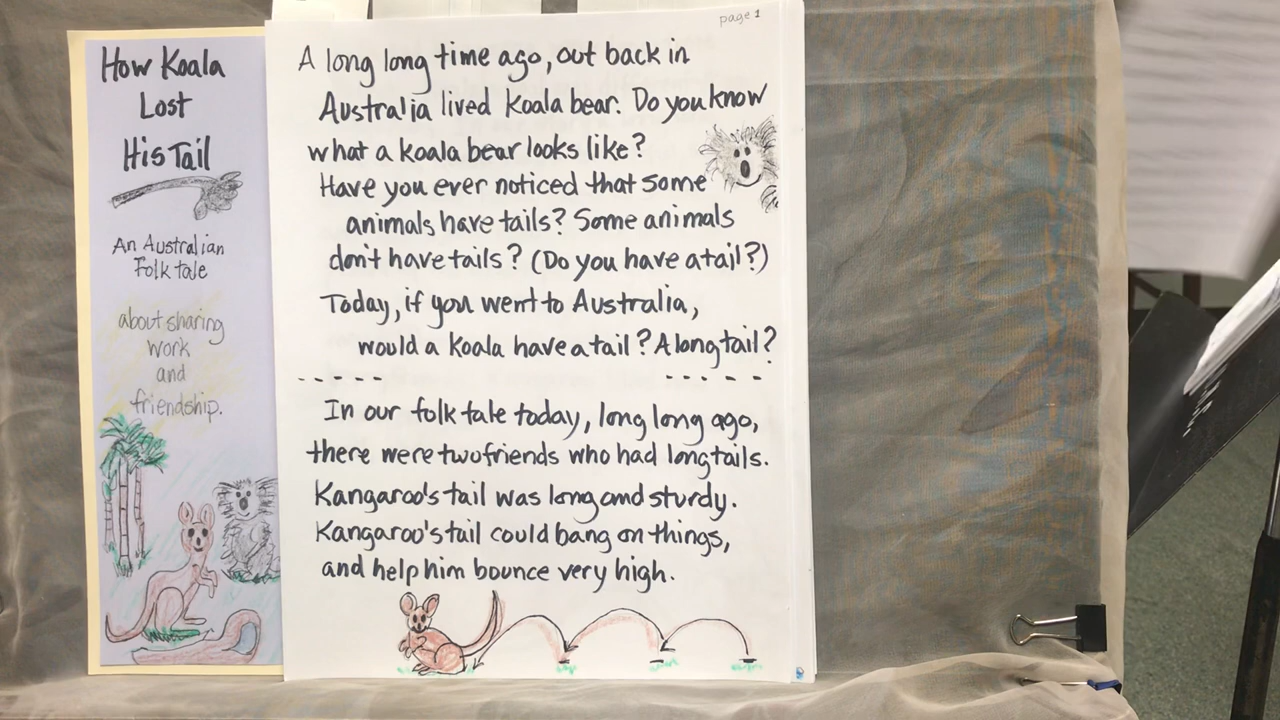 How Koala
Lost
His Tail
An Australian
Folk tale
about sharing
work
and
friendship.
page 1
A long long time ago, out back in
Australia lived Koala bear. Do you know
what a koala bear looks like?
Have you ever noticed that some
animals have tails? Some animals
don't have tails? (Do you have a tail?)
Today, if you went to Australia,
would a Koala have a tail? A long tail?
In our folk tale today, long long ago,
there were two friends who had long tails.
Kangaroo's tail was long and sturdy.
Kangaroo's tail could bang on things,
and help him bounce very high.